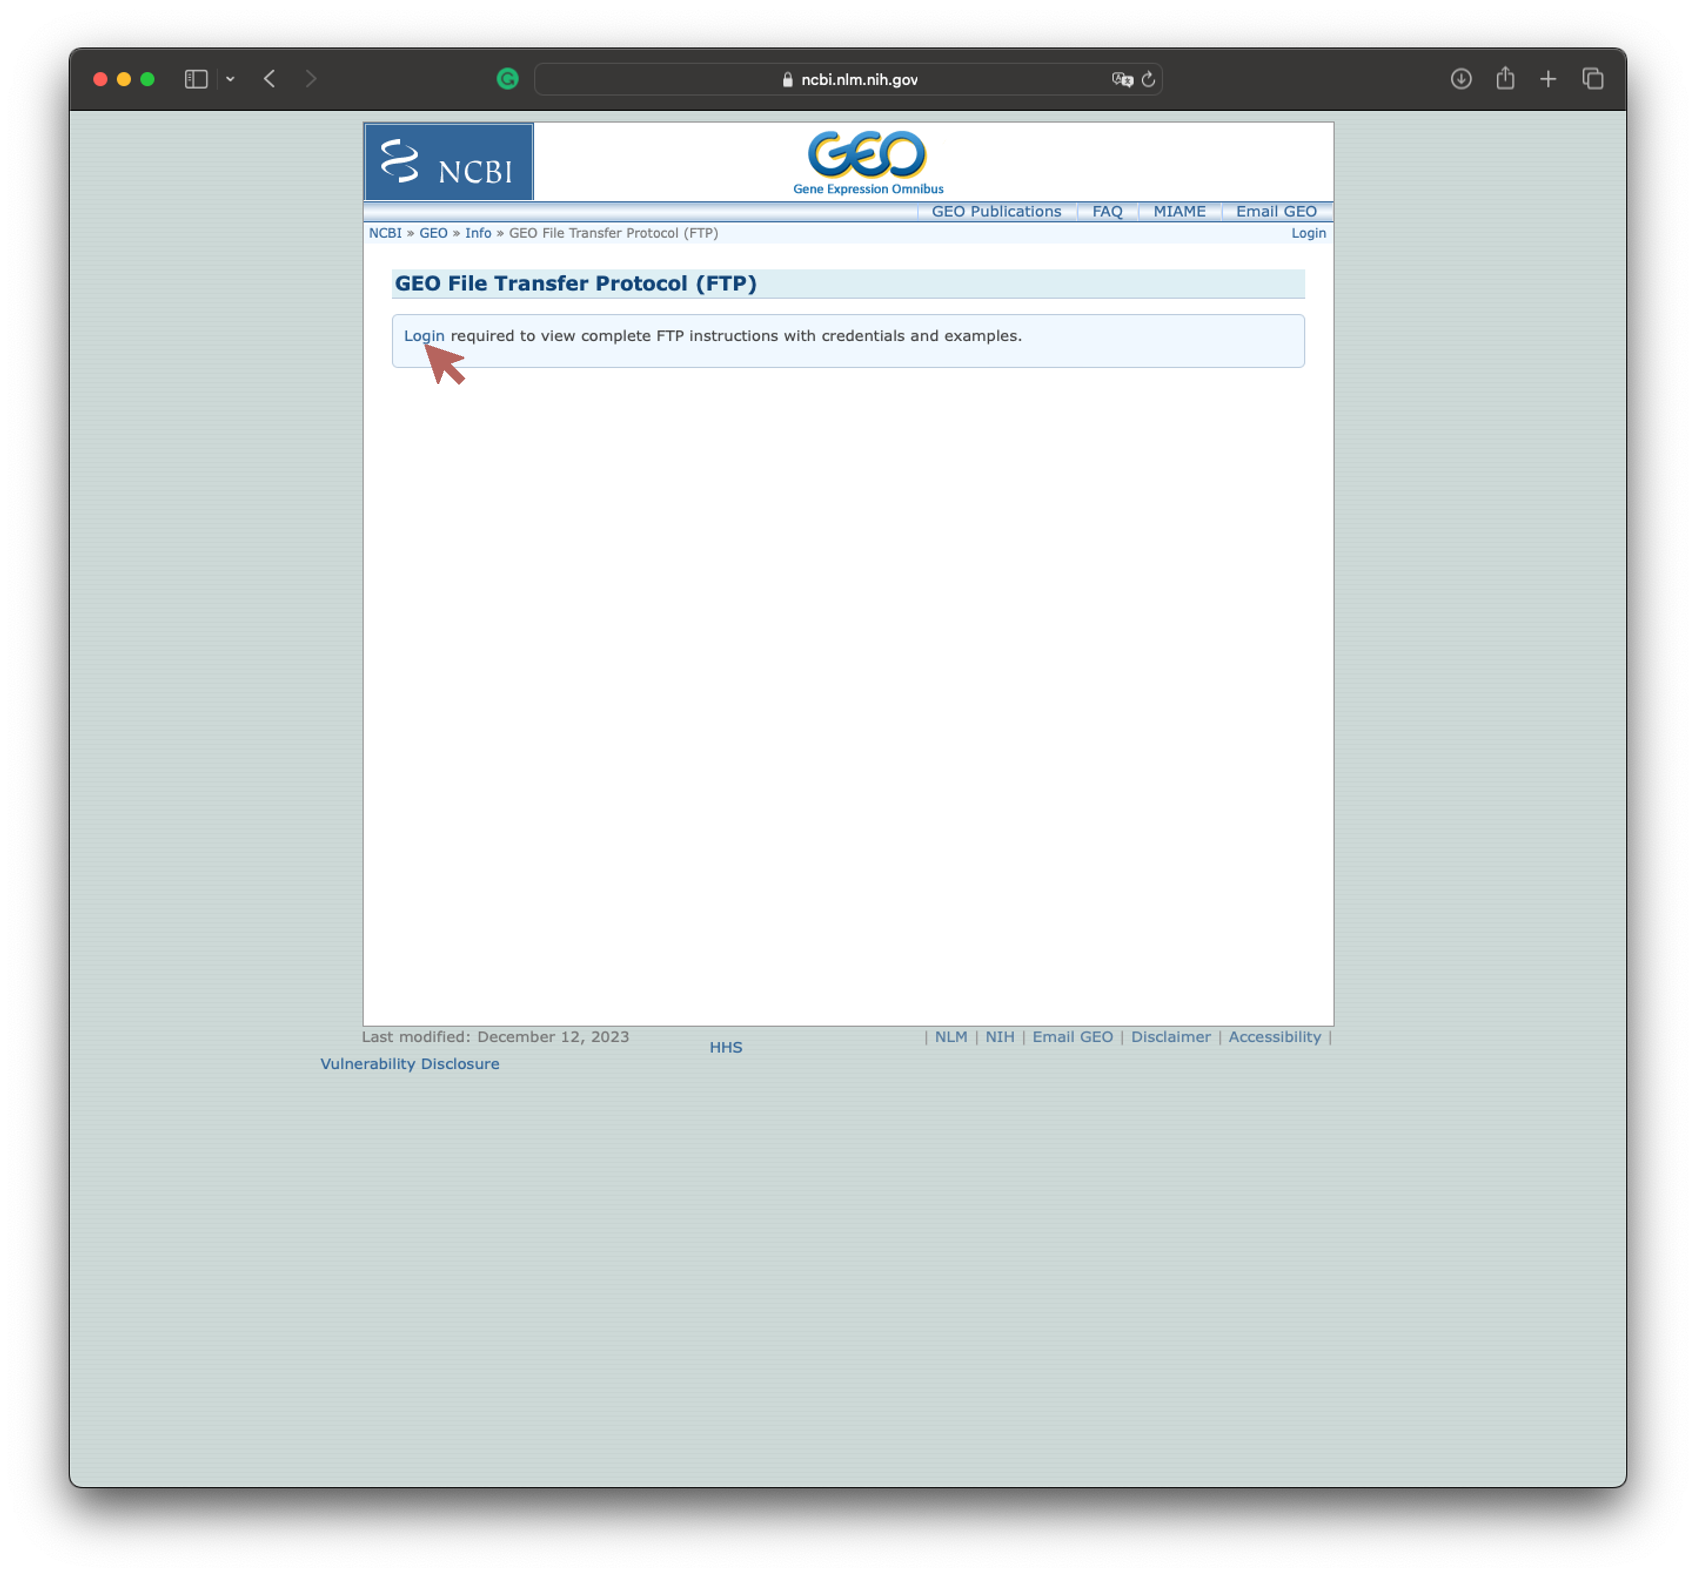 ncbi.nlm.nih.gov
NCBI
GEO
Gene Expression Omnibus
GEO Publications FAQ MIAME Email GEO
NCBI » GEO » Info » GEO File Transfer Protocol (FTP) Login
GEO File Transfer Protocol (FTP)
Login required to view complete FTP instructions with credentials and examples.
Last modified: December 12, 2023 | NLM | NIH | Email GEO | Disclaimer | Accessibility |
HHS
Vulnerability Disclosure